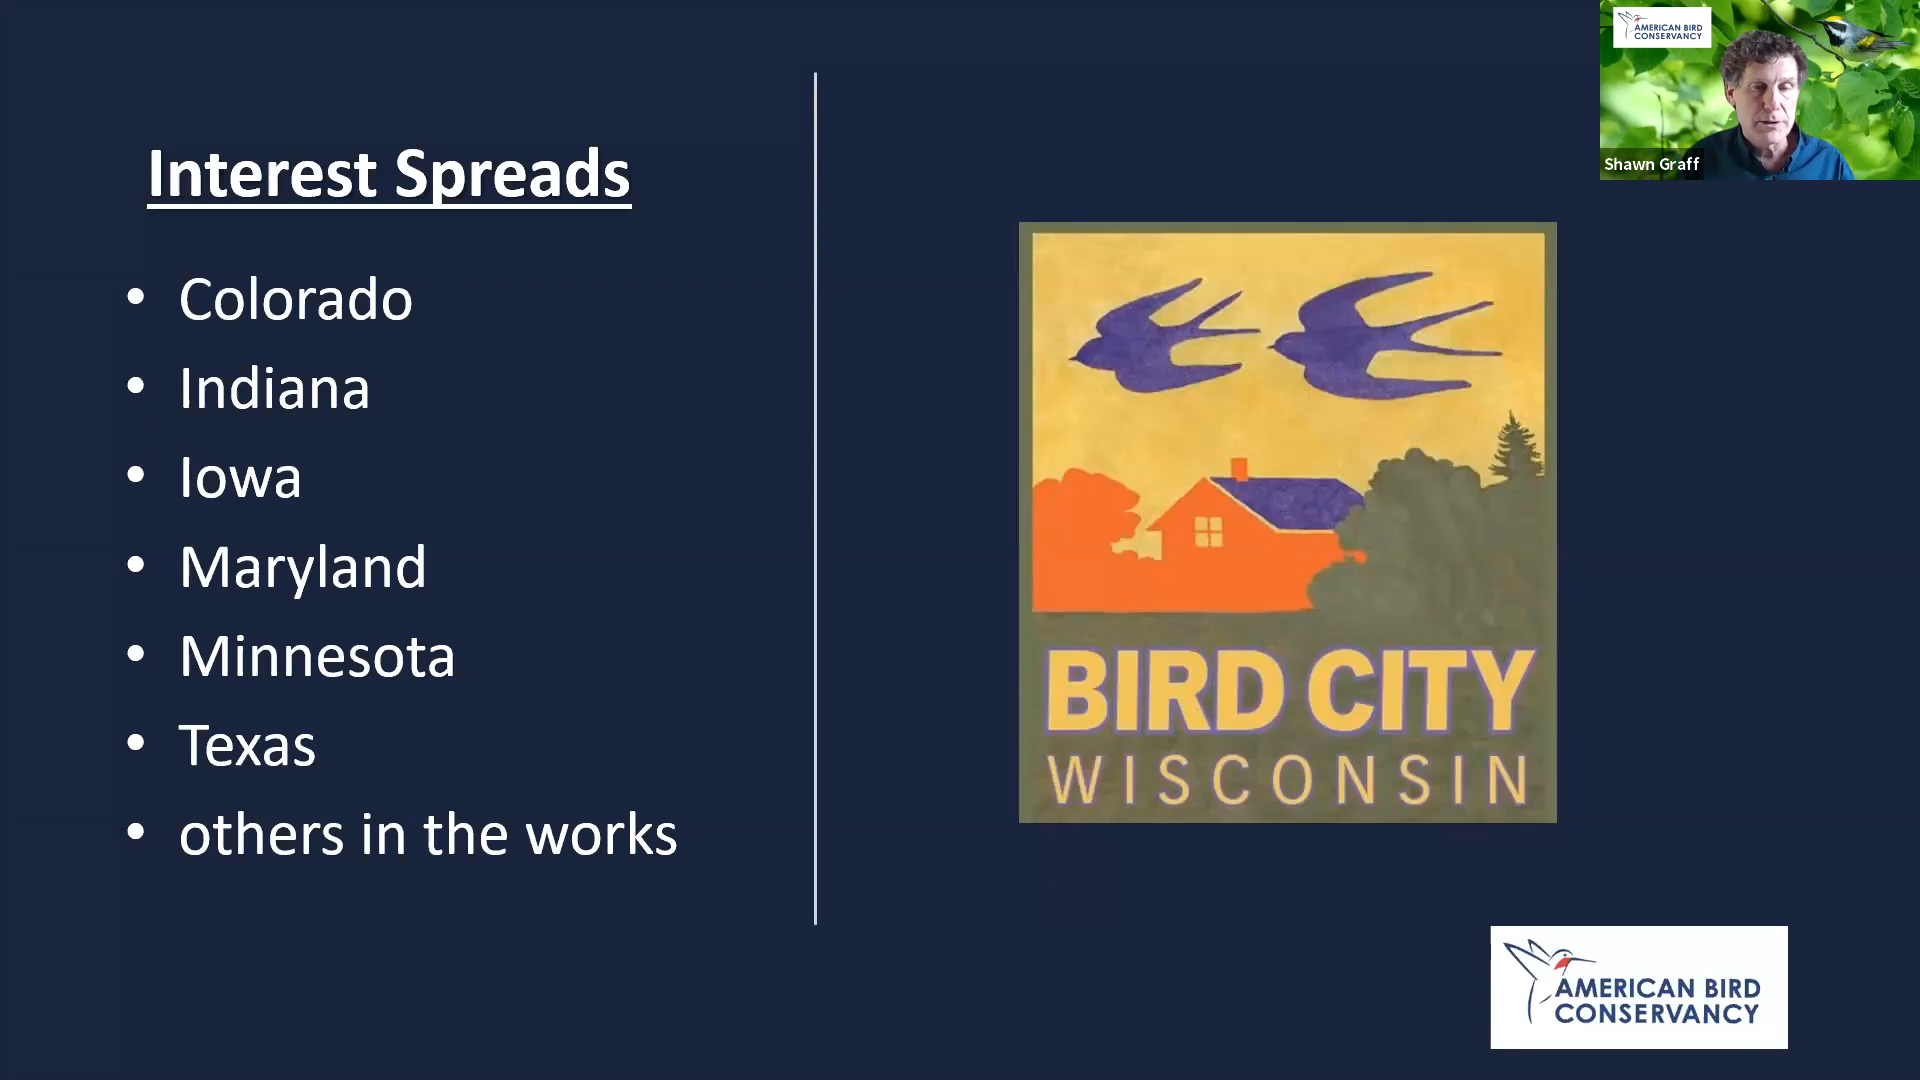 Interest Spreads
• Colorado
• Indiana
• Iowa
• Maryland
• Minnesota
• Texas
• others in the works
BIRD CITY
WISCONSIN
AMERICAN BIRD
CONSERVANCY
Shawn Graff
AMERICAN BIRD
CONSERVANCY